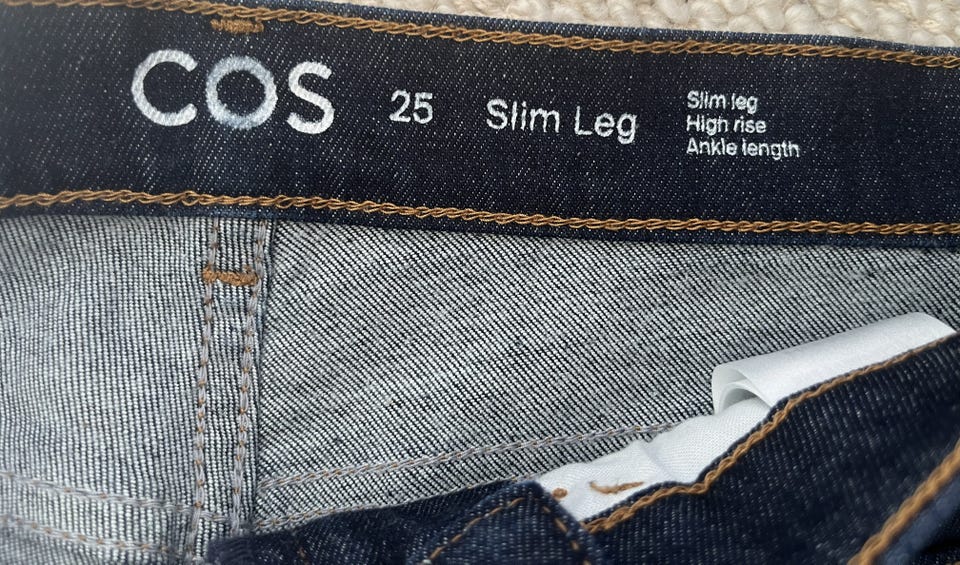 COS 25 Slim Leg
Slim leg
High rise
Ankle length